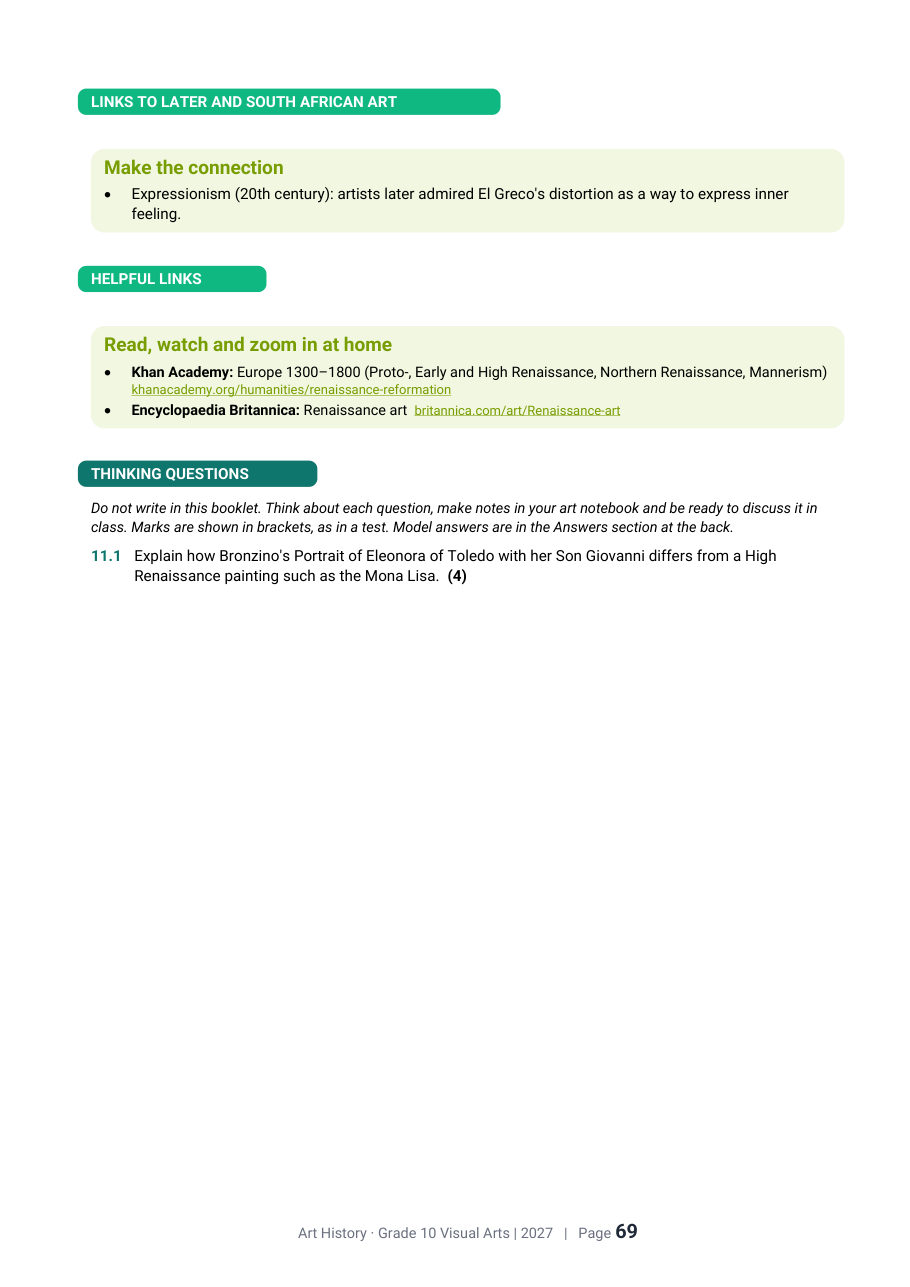 LINKS TO LATER AND SOUTH AFRICAN ART
Make the connection
• Expressionism (20th century): artists later admired El Greco's distortion as a way to express inner
feeling.
HELPFUL LINKS
Read, watch and zoom in at home
• Khan Academy: Europe 1300–1800 (Proto-, Early and High Renaissance, Northern Renaissance, Mannerism)
khanacademy.org/humanities/renaissance-reformation
• Encyclopaedia Britannica: Renaissance art britannica.com/art/Renaissance-art
THINKING QUESTIONS
Do not write in this booklet. Think about each question, make notes in your art notebook and be ready to discuss it in
class. Marks are shown in brackets, as in a test. Model answers are in the Answers section at the back.
11.1 Explain how Bronzino's Portrait of Eleonora of Toledo with her Son Giovanni differs from a High
Renaissance painting such as the Mona Lisa. (4)
Art History · Grade 10 Visual Arts | 2027 | Page 69